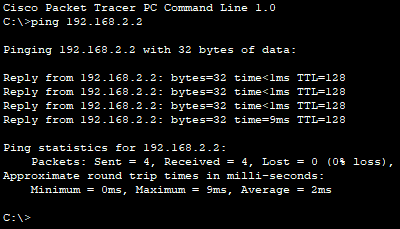 Cisco Packet Tracer PC Command Line 1.0
C:\>ping 192.168.2.2
Pinging 192.168.2.2 with 32 bytes of data:
Reply from 192.168.2.2: bytes=32 time<1ms TTL=128
Reply from 192.168.2.2: bytes=32 time<1ms TTL=128
Reply from 192.168.2.2: bytes=32 time<1ms TTL=128
Reply from 192.168.2.2: bytes=32 time=9ms TTL=128
Ping statistics for 192.168.2.2:
    Packets: Sent = 4, Received = 4, Lost = 0 (0% loss),
Approximate round trip times in milli-seconds:
    Minimum = 0ms, Maximum = 9ms, Average = 2ms
C:\>